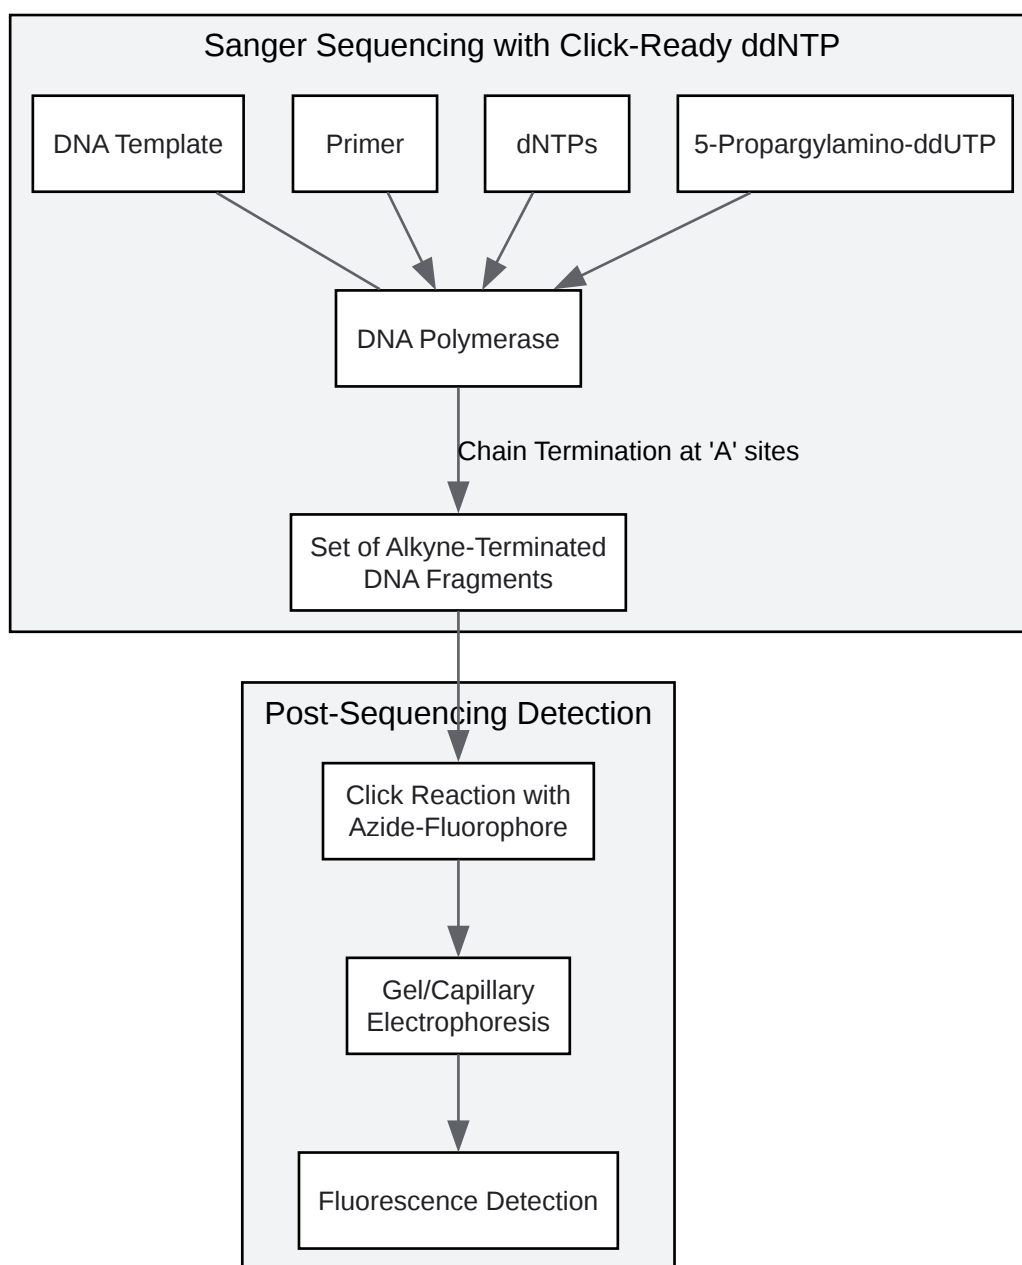 Sanger Sequencing with Click-Ready ddNTP
DNA Template
Primer
dNTPs
5-Propargylamino-ddUTP
DNA Polymerase
Chain Termination at 'A' sites
Set of Alkyne-Terminated
DNA Fragments
Post-Sequencing Detection
Click Reaction with
Azide-Fluorophore
Gel/Capillary
Electrophoresis
Fluorescence Detection